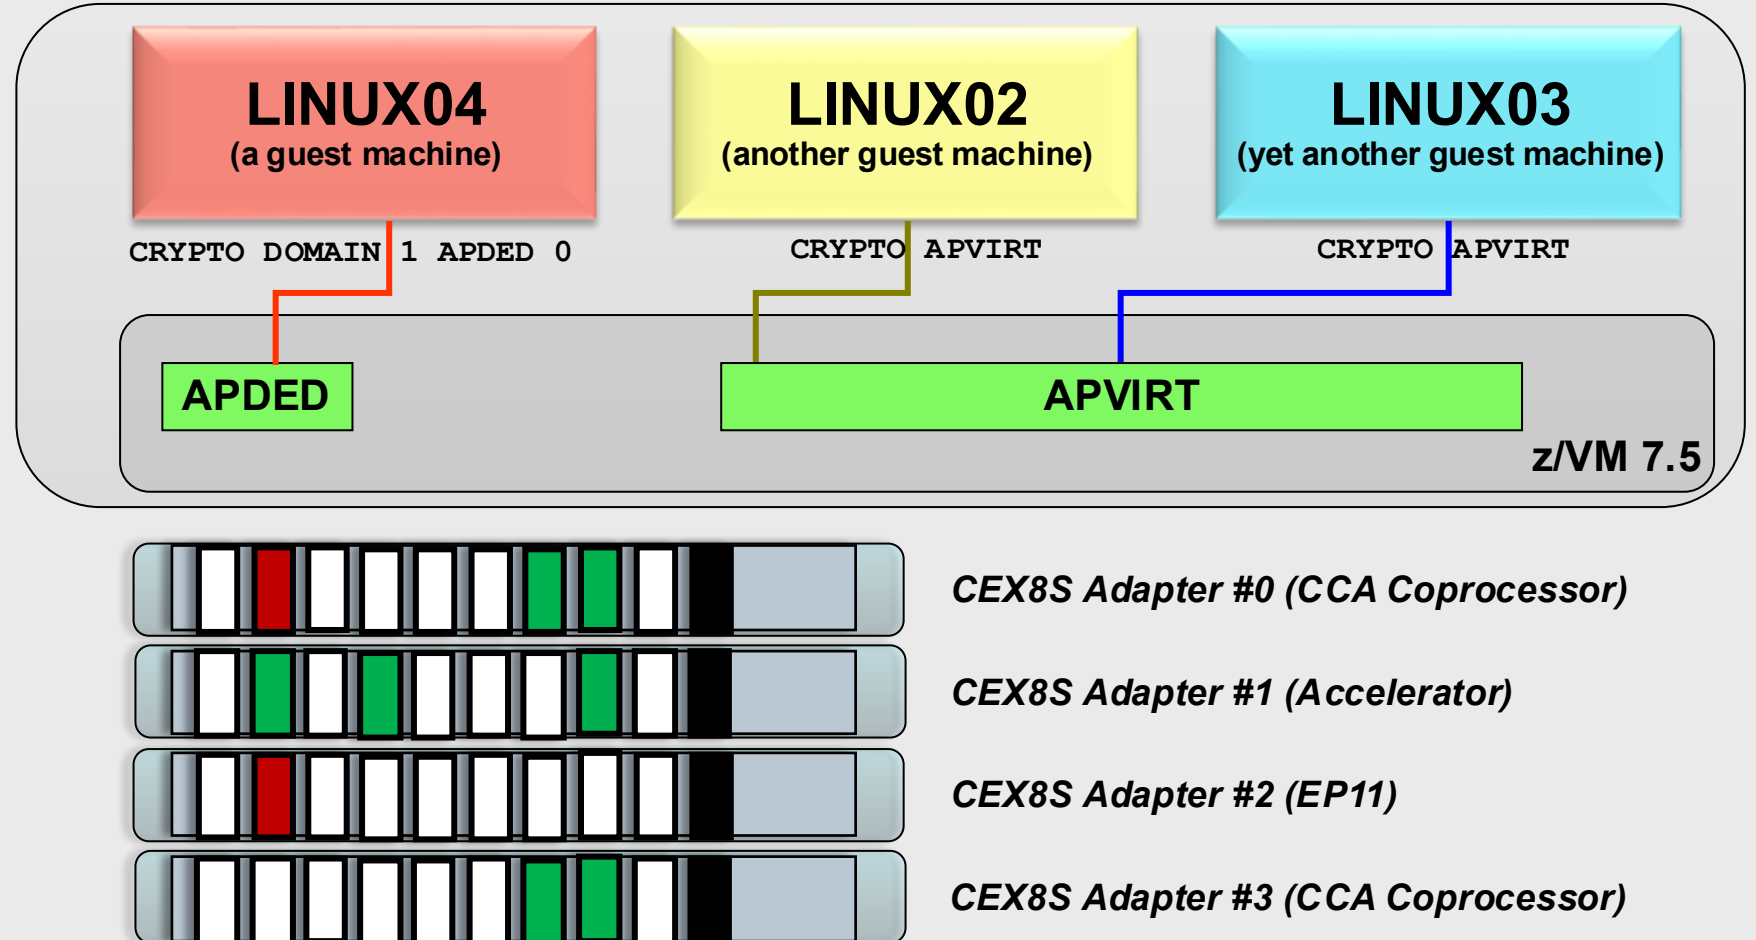 LINUX04
(a guest machine)
LINUX02
(another guest machine)
LINUX03
(yet another guest machine)
CRYPTO DOMAIN 1 APDED 0
CRYPTO APVIRT
CRYPTO APVIRT
APDED
APVIRT
z/VM 7.5
CEX8S Adapter #0 (CCA Coprocessor)
CEX8S Adapter #1 (Accelerator)
CEX8S Adapter #2 (EP11)
CEX8S Adapter #3 (CCA Coprocessor)